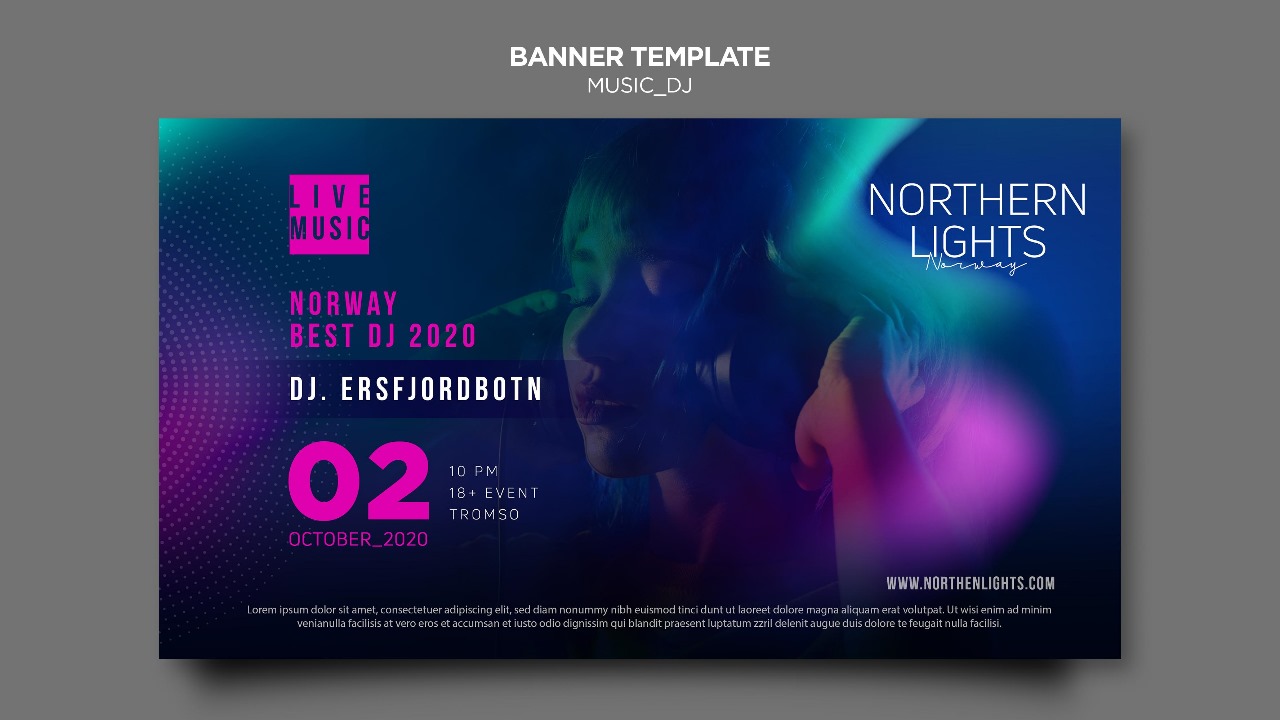 BANNER TEMPLATE
MUSIC_DJ
LIVE
MUSIC
NORTHERN
LIGHTS
Norway
NORWAY
BEST DJ 2020
DJ. ERSFJORDBOTN
02
OCTOBER_2020
10 PM
18+ EVENT
TROMSO
WWW.NORTHENLIGHTS.COM
Lorem ipsum dolor sit amet, consectetuer adipiscing elit, sed diam nonummy nibh euismod tinci dunt ut laoreet dolore magna aliquam erat volutpat. Ut wisi enim ad minim
venianulla facilisis at vero eros et accumsan et iusto odio dignissim qui blandit praesent luptatum zzril delenit augue duis dolore te feugait nulla facilisi.